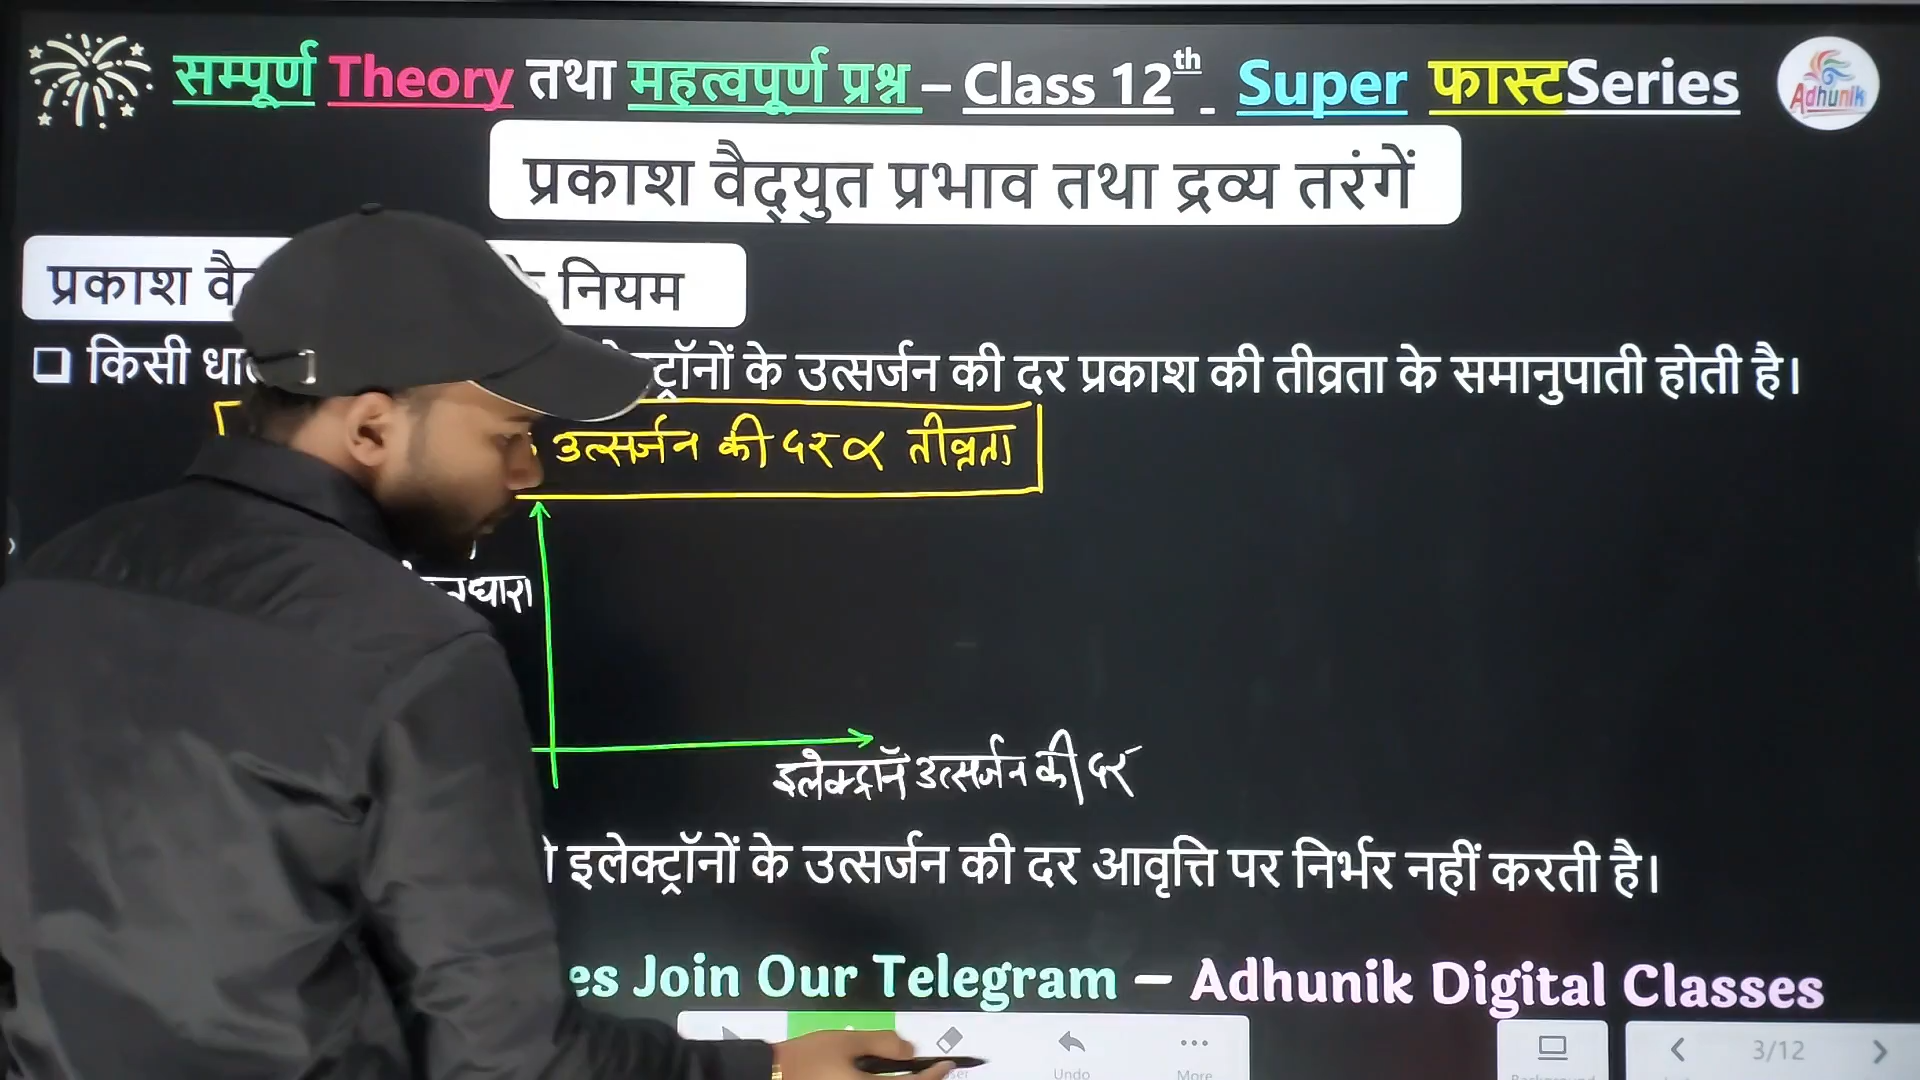 सम्पूर्ण Theory तथा महत्वपूर्ण प्रश्न – Class 12th - Super फास्टSeries
Adhunik
प्रकाश वैद्युत प्रभाव तथा द्रव्य तरंगें
प्रकाश नियम
किसी के उत्सर्जन की दर प्रकाश की तीव्रता के समानुपाती होती है।
उत्सर्जन की दर ∝ तीव्रता
इलेक्ट्रॉन उत्सर्जन की दर
इलेक्ट्रॉनों के उत्सर्जन की दर आवृत्ति पर निर्भर नहीं करती है।
Join Our Telegram – Adhunik Digital Classes
Undo
More
3/12